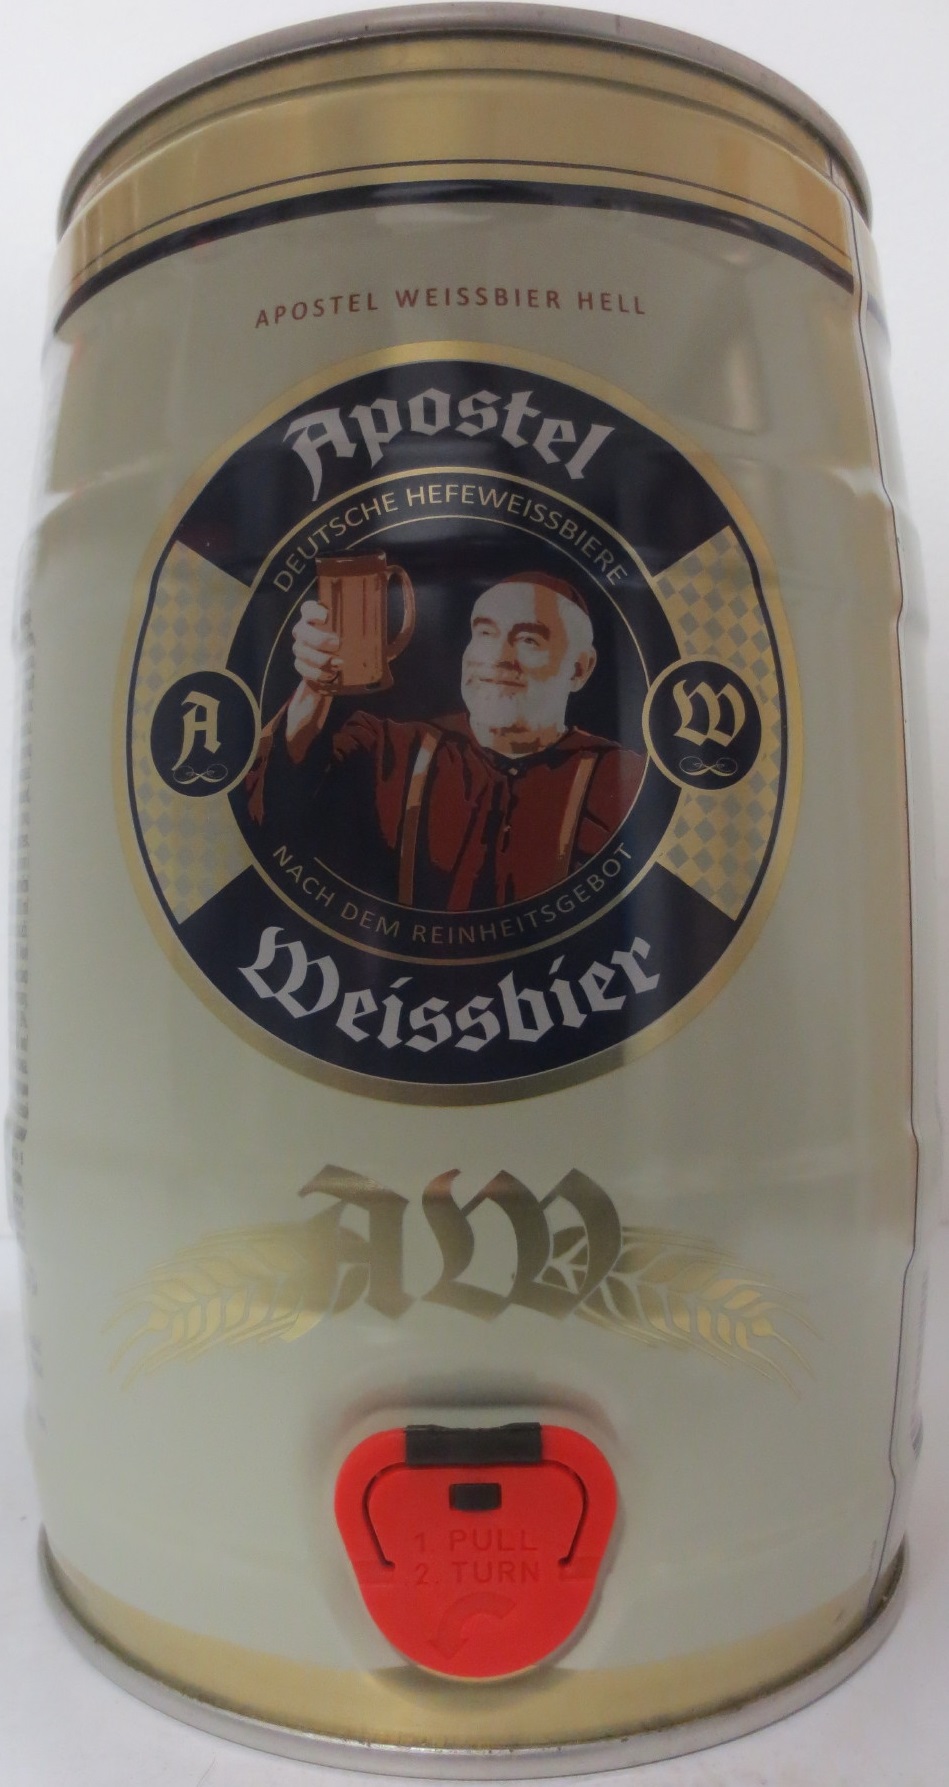 APOSTEL WEISSBIER HELL
Apostel
DEUTSCHE HEFEWEISSBIERE
A
W
NACH DEM REINHEITSGEBOT
Weissbier
AW
1. PULL
2. TURN